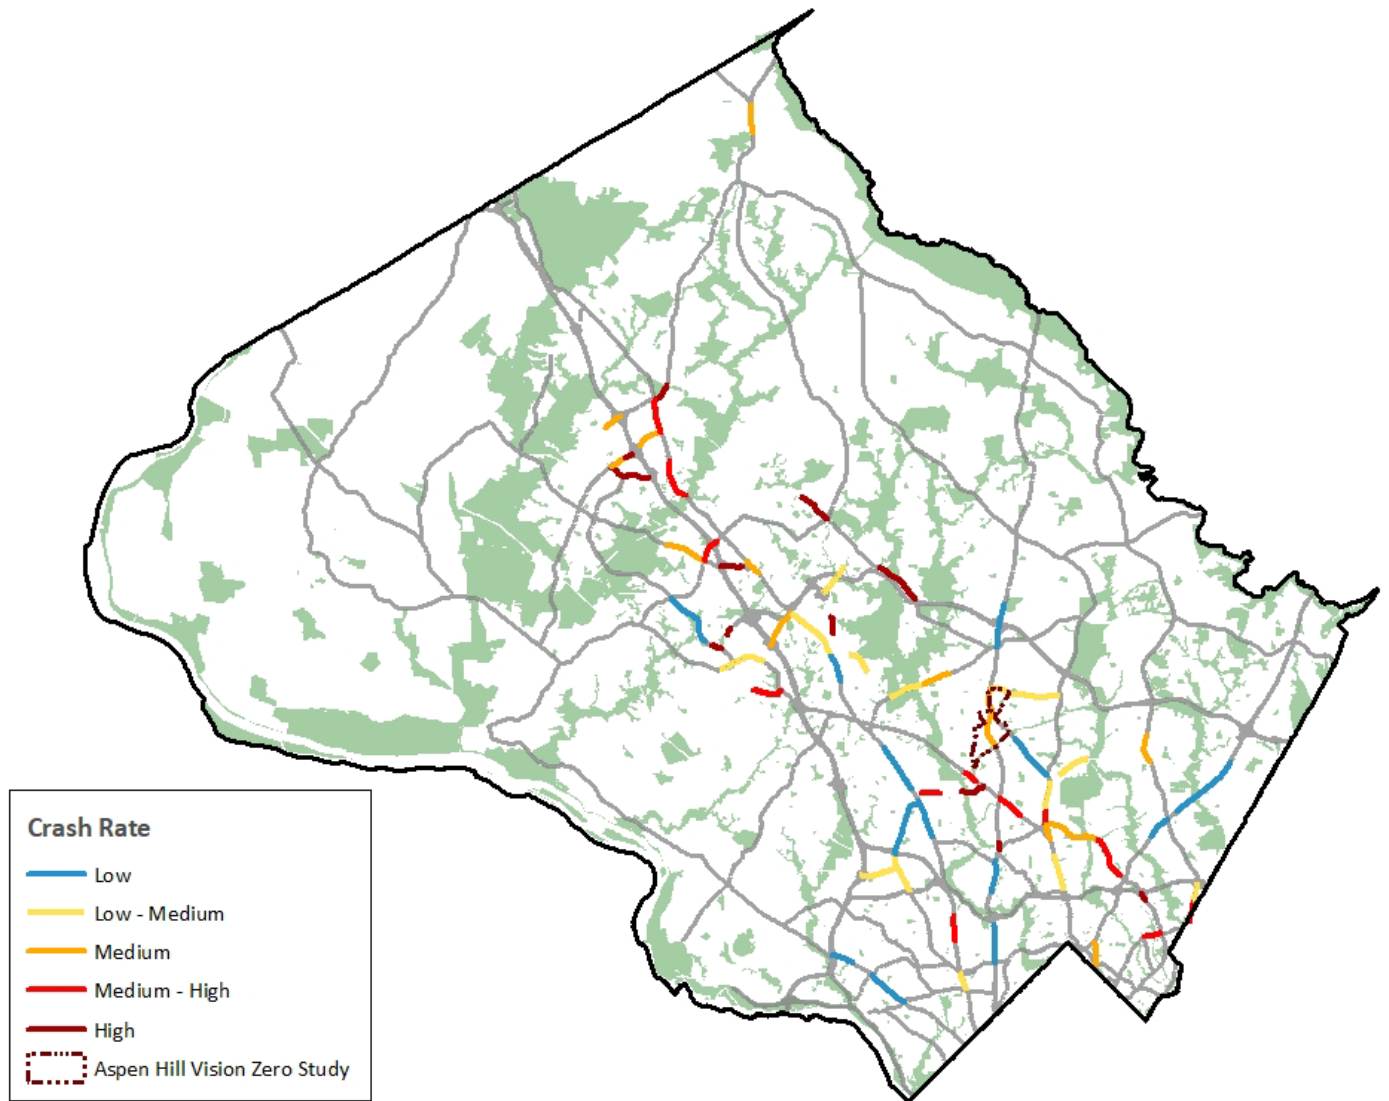 Crash Rate
Low
Low - Medium
Medium
Medium - High
High
Aspen Hill Vision Zero Study